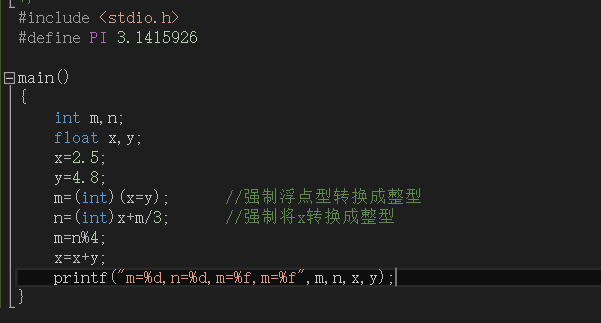 #include <stdio.h>
#define PI 3.1415926
main()
{
int m,n;
float x,y;
x=2.5;
y=4.8;
m=(int)(x=y); //强制浮点型转换成整型
n=(int)x+m/3; //强制将x转换成整型
m=n%4;
x=x+y;
printf("m=%d,n=%d,m=%f,m=%f",m,n,x,y);
}